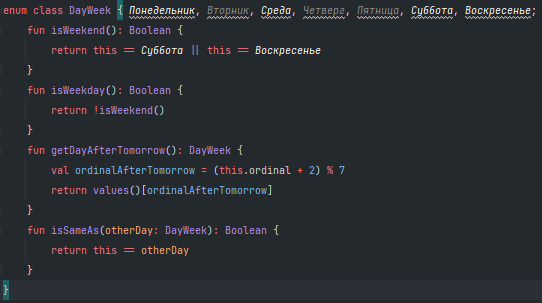 enum class DayWeek { Понедельник, Вторник, Среда, Четверг, Пятница, Суббота, Воскресенье;
    fun isWeekend(): Boolean {
        return this == Суббота || this == Воскресенье
    }
    fun isWeekday(): Boolean {
        return !isWeekend()
    }
    fun getDayAfterTomorrow(): DayWeek {
        val ordinalAfterTomorrow = (this.ordinal + 2) % 7
        return values()[ordinalAfterTomorrow]
    }
    fun isSameAs(otherDay: DayWeek): Boolean {
        return this == otherDay
    }
}